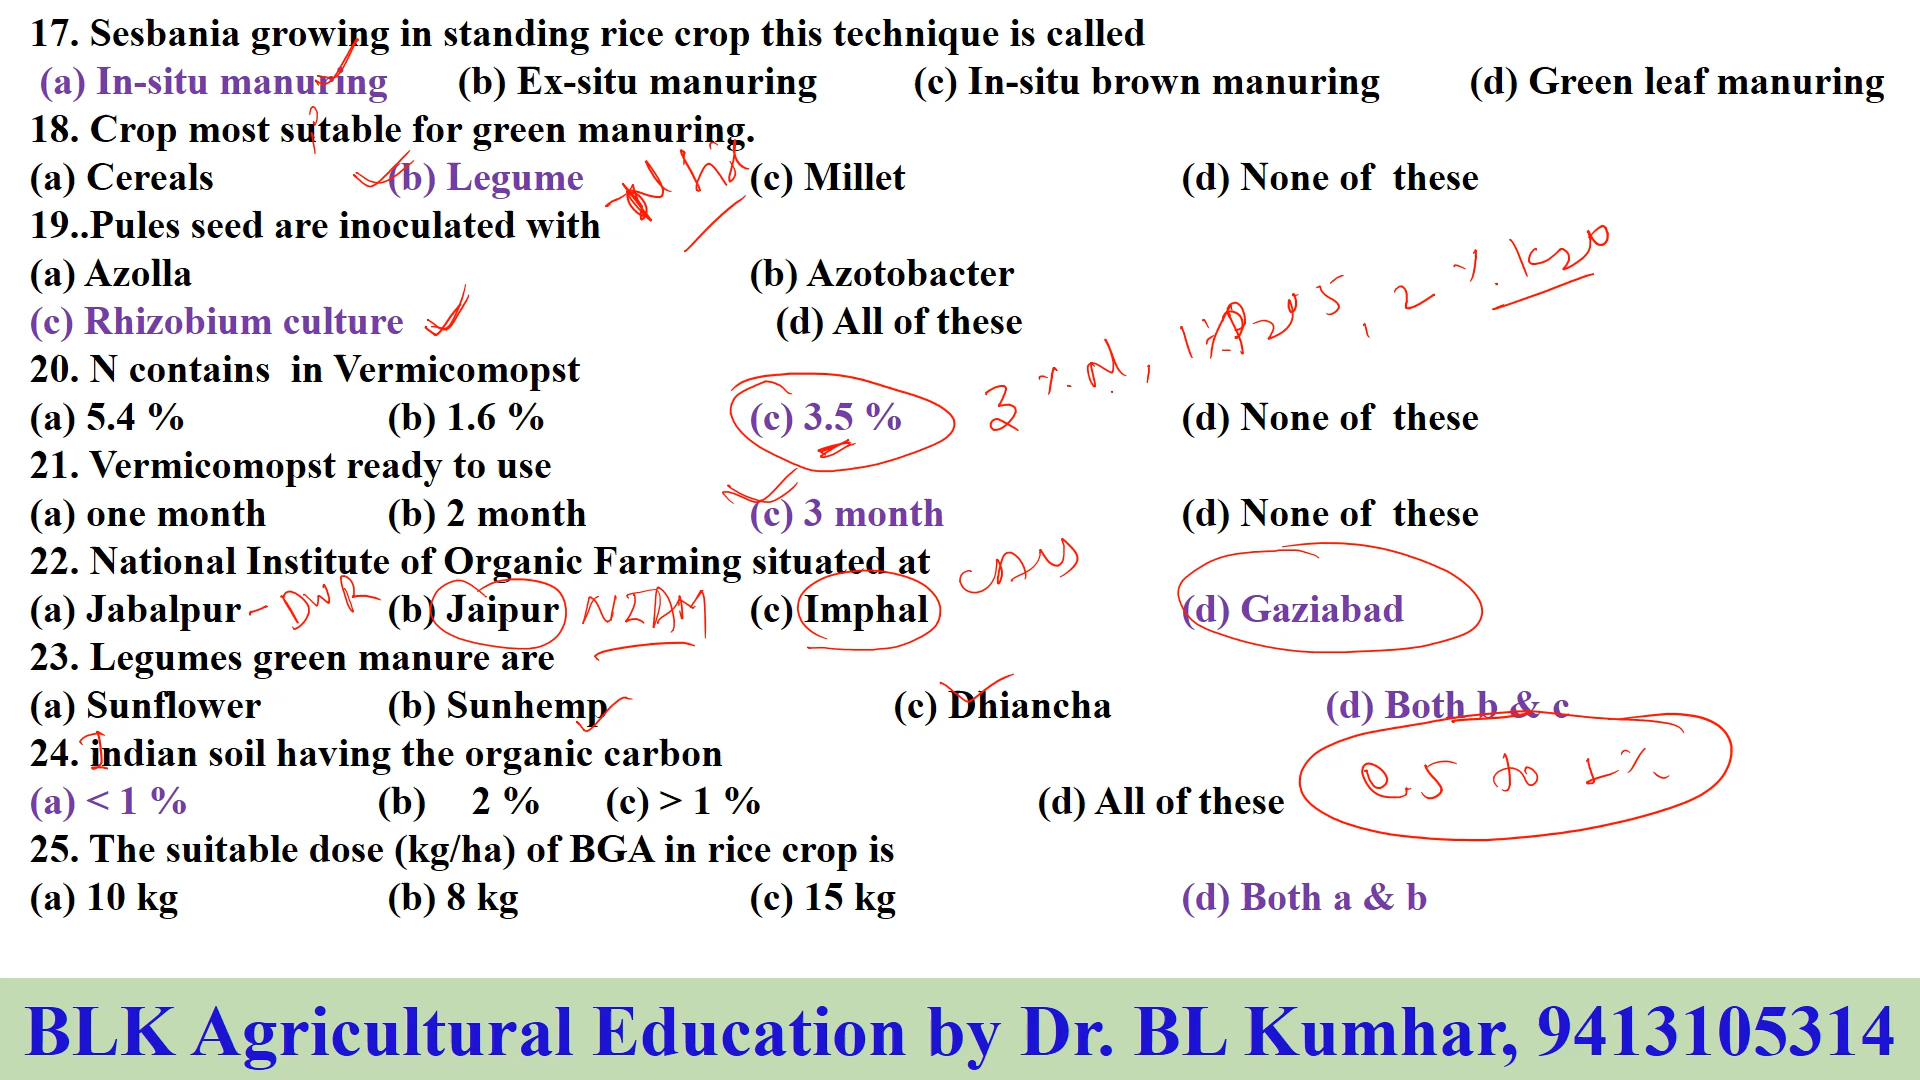 17. Sesbania growing in standing rice crop this technique is called
(a) In-situ manuring (b) Ex-situ manuring (c) In-situ brown manuring (d) Green leaf manuring
18. Crop most sutable for green manuring.
(a) Cereals (b) Legume (c) Millet (d) None of these
19..Pules seed are inoculated with
(a) Azolla (b) Azotobacter
(c) Rhizobium culture (d) All of these
20. N contains in Vermicomopst
3 %. N, 1% P2O5, 2 %. K2O
(a) 5.4 % (b) 1.6 % (c) 3.5 % (d) None of these
21. Vermicomopst ready to use
(a) one month (b) 2 month (c) 3 month (d) None of these
22. National Institute of Organic Farming situated at
(a) Jabalpur - DWR (b) Jaipur NIAM (c) Imphal CAU (d) Gaziabad
23. Legumes green manure are
(a) Sunflower (b) Sunhemp (c) Dhiancha (d) Both b & c
24. indian soil having the organic carbon
0.5 to 1 %
(a) < 1 % (b) 2 % (c) > 1 % (d) All of these
25. The suitable dose (kg/ha) of BGA in rice crop is
(a) 10 kg (b) 8 kg (c) 15 kg (d) Both a & b
BLK Agricultural Education by Dr. BL Kumhar, 9413105314